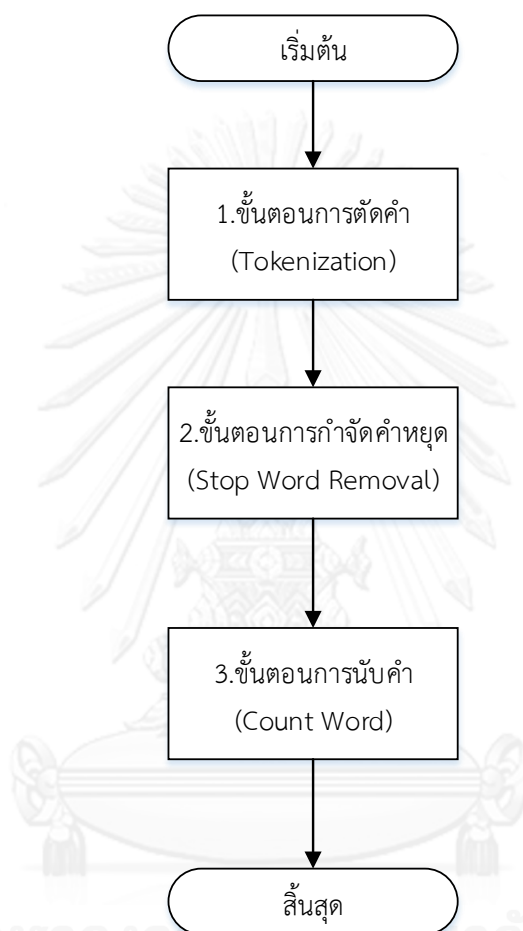 เริ่มต้น
1.ขั้นตอนการตัดคำ
(Tokenization)
2.ขั้นตอนการกำจัดคำหยุด
(Stop Word Removal)
3.ขั้นตอนการนับคำ
(Count Word)
สิ้นสุด